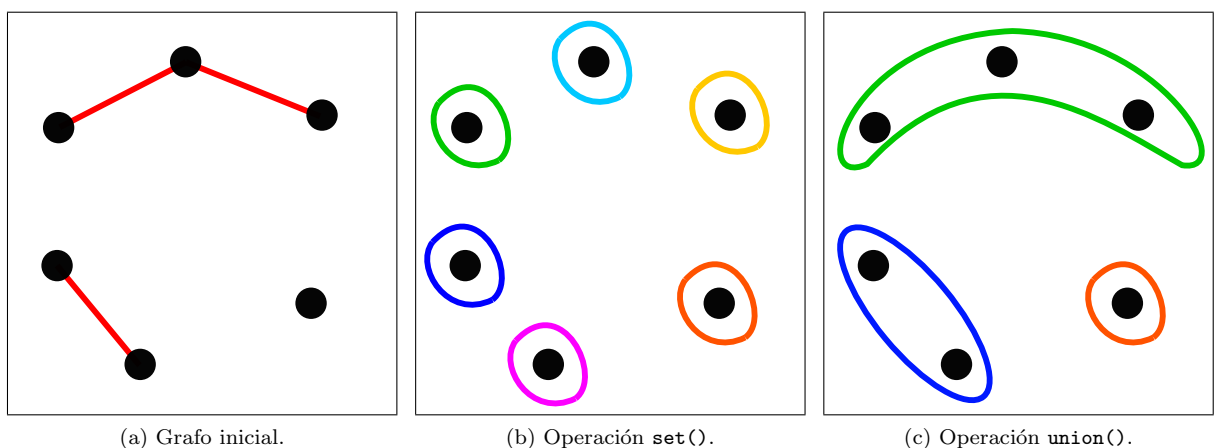 (a) Grafo inicial.
(b) Operación set().
(c) Operación union().